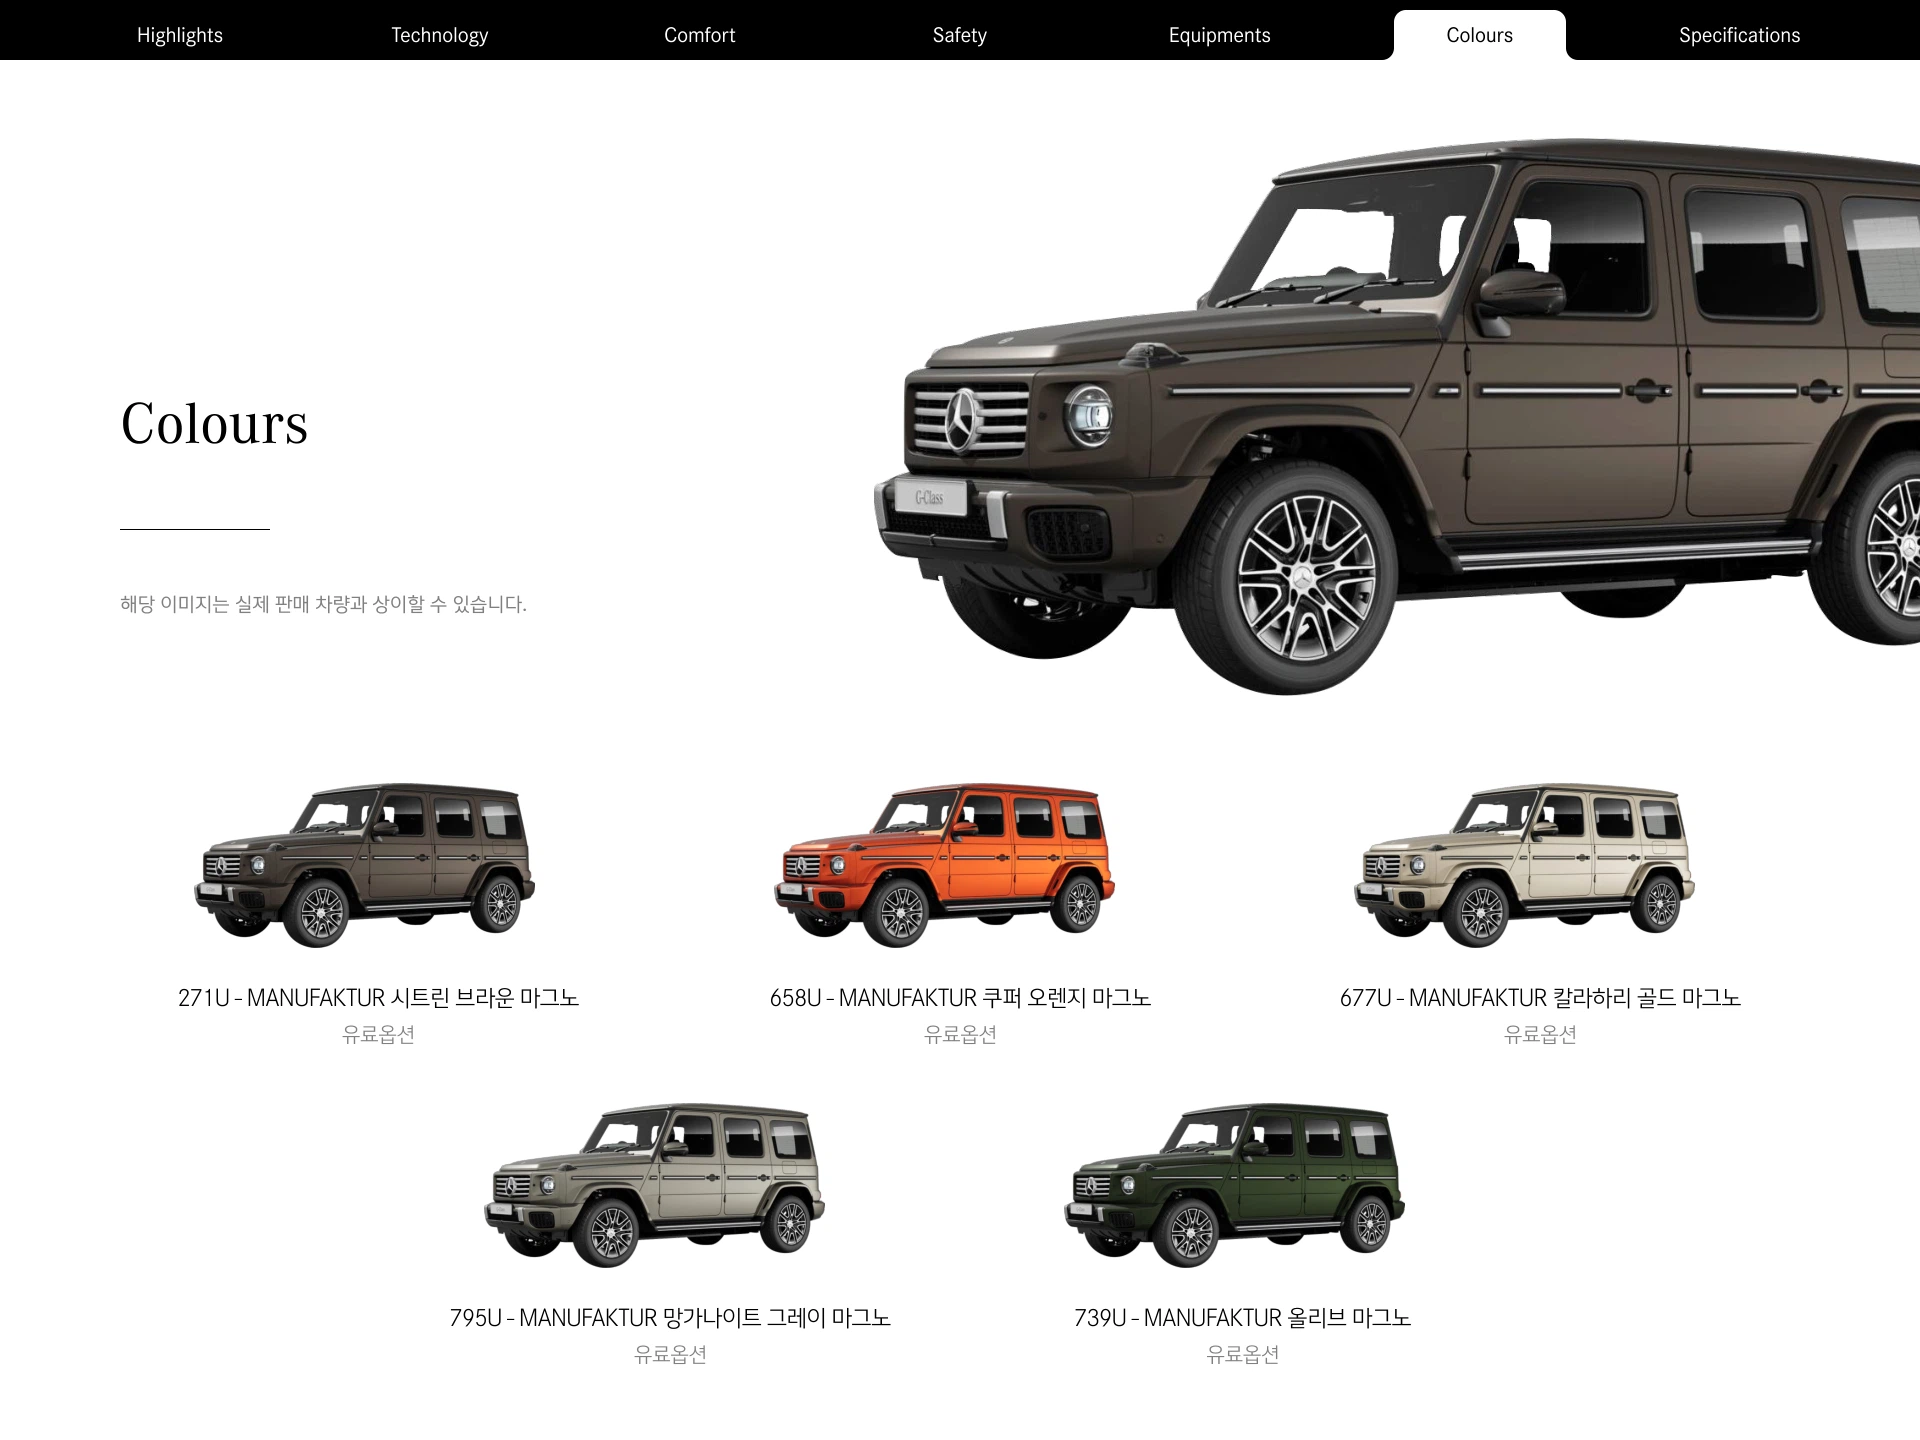 Highlights
Technology
Comfort
Safety
Equipments
Colours
Specifications
G-Class
Colours
해당 이미지는 실제 판매 차량과 상이할 수 있습니다.
271U - MANUFAKTUR 시트린 브라운 마그노
유료옵션
658U - MANUFAKTUR 쿠퍼 오렌지 마그노
유료옵션
677U - MANUFAKTUR 칼라하리 골드 마그노
유료옵션
795U - MANUFAKTUR 망가나이트 그레이 마그노
유료옵션
739U - MANUFAKTUR 올리브 마그노
유료옵션